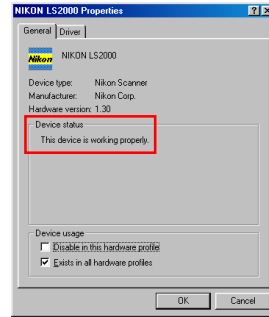 NIKON LS2000 Properties
General Driver
Nikon NIKON LS2000
Device type: Nikon Scanner
Manufacturer: Nikon Corp.
Hardware version: 1.30
Device status
This device is working properly.
Device usage
Disable in this hardware profile
Exists in all hardware profiles
OK Cancel